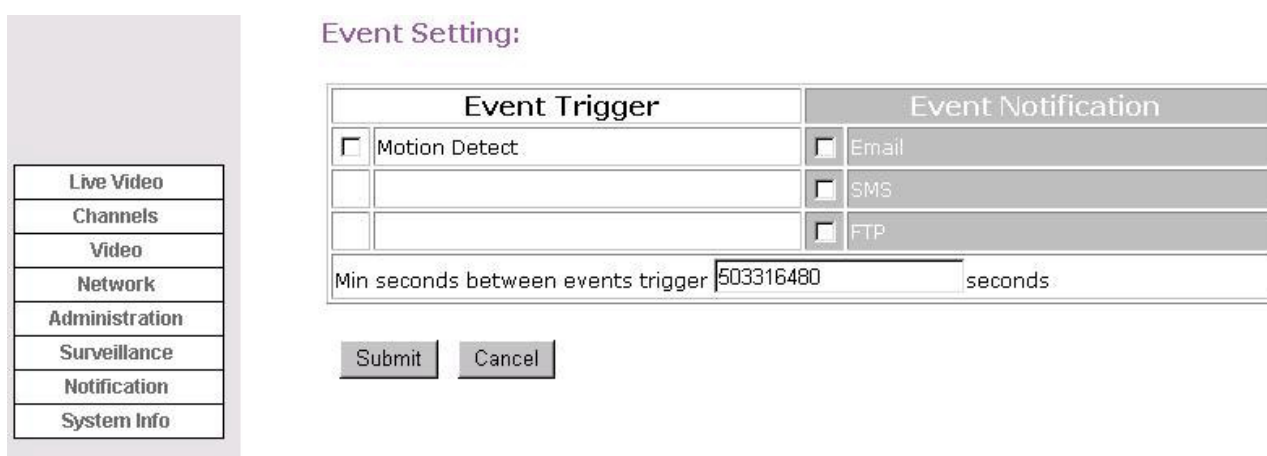 Event Setting:
Event Trigger Event Notification
Motion Detect Email
SMS
FTP
Min seconds between events trigger 503316480 seconds
Submit Cancel
Live Video
Channels
Video
Network
Administration
Surveillance
Notification
System Info